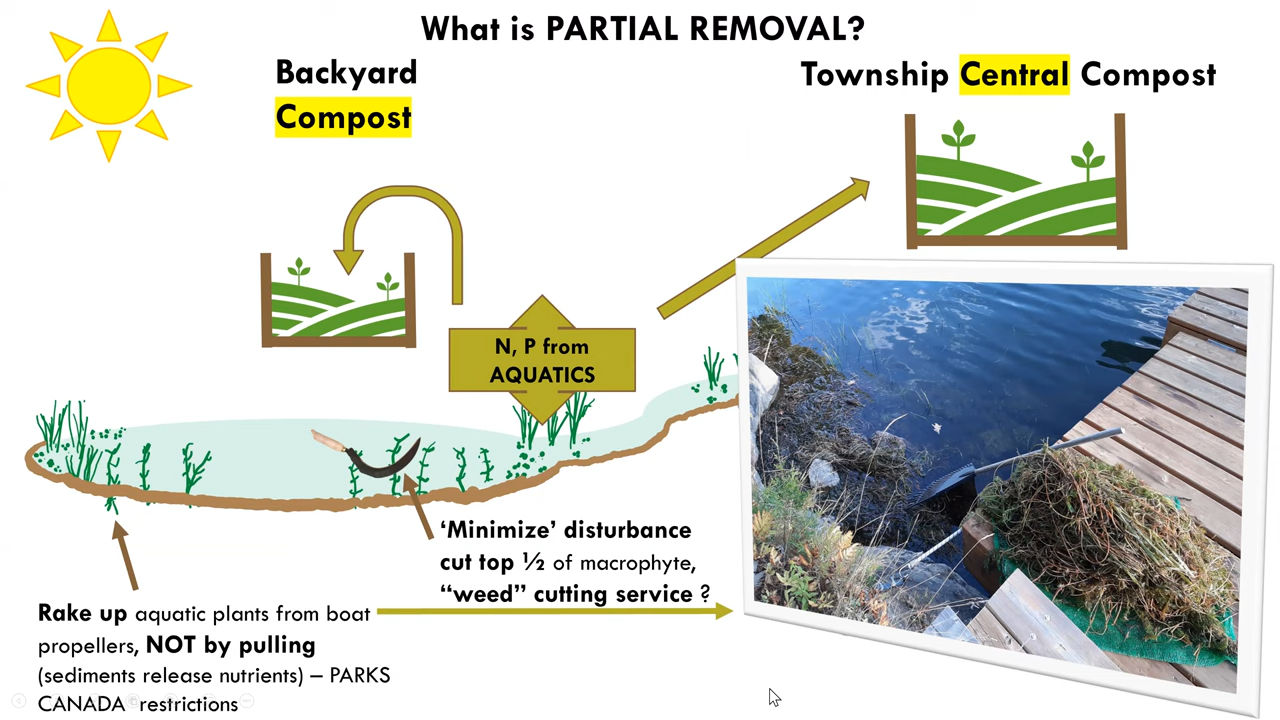 What is PARTIAL REMOVAL?
Backyard
Compost
Township Central Compost
N, P from
AQUATICS
‘Minimize’ disturbance
cut top ½ of macrophyte,
“weed” cutting service ?
Rake up aquatic plants from boat
propellers, NOT by pulling
(sediments release nutrients) – PARKS
CANADA restrictions